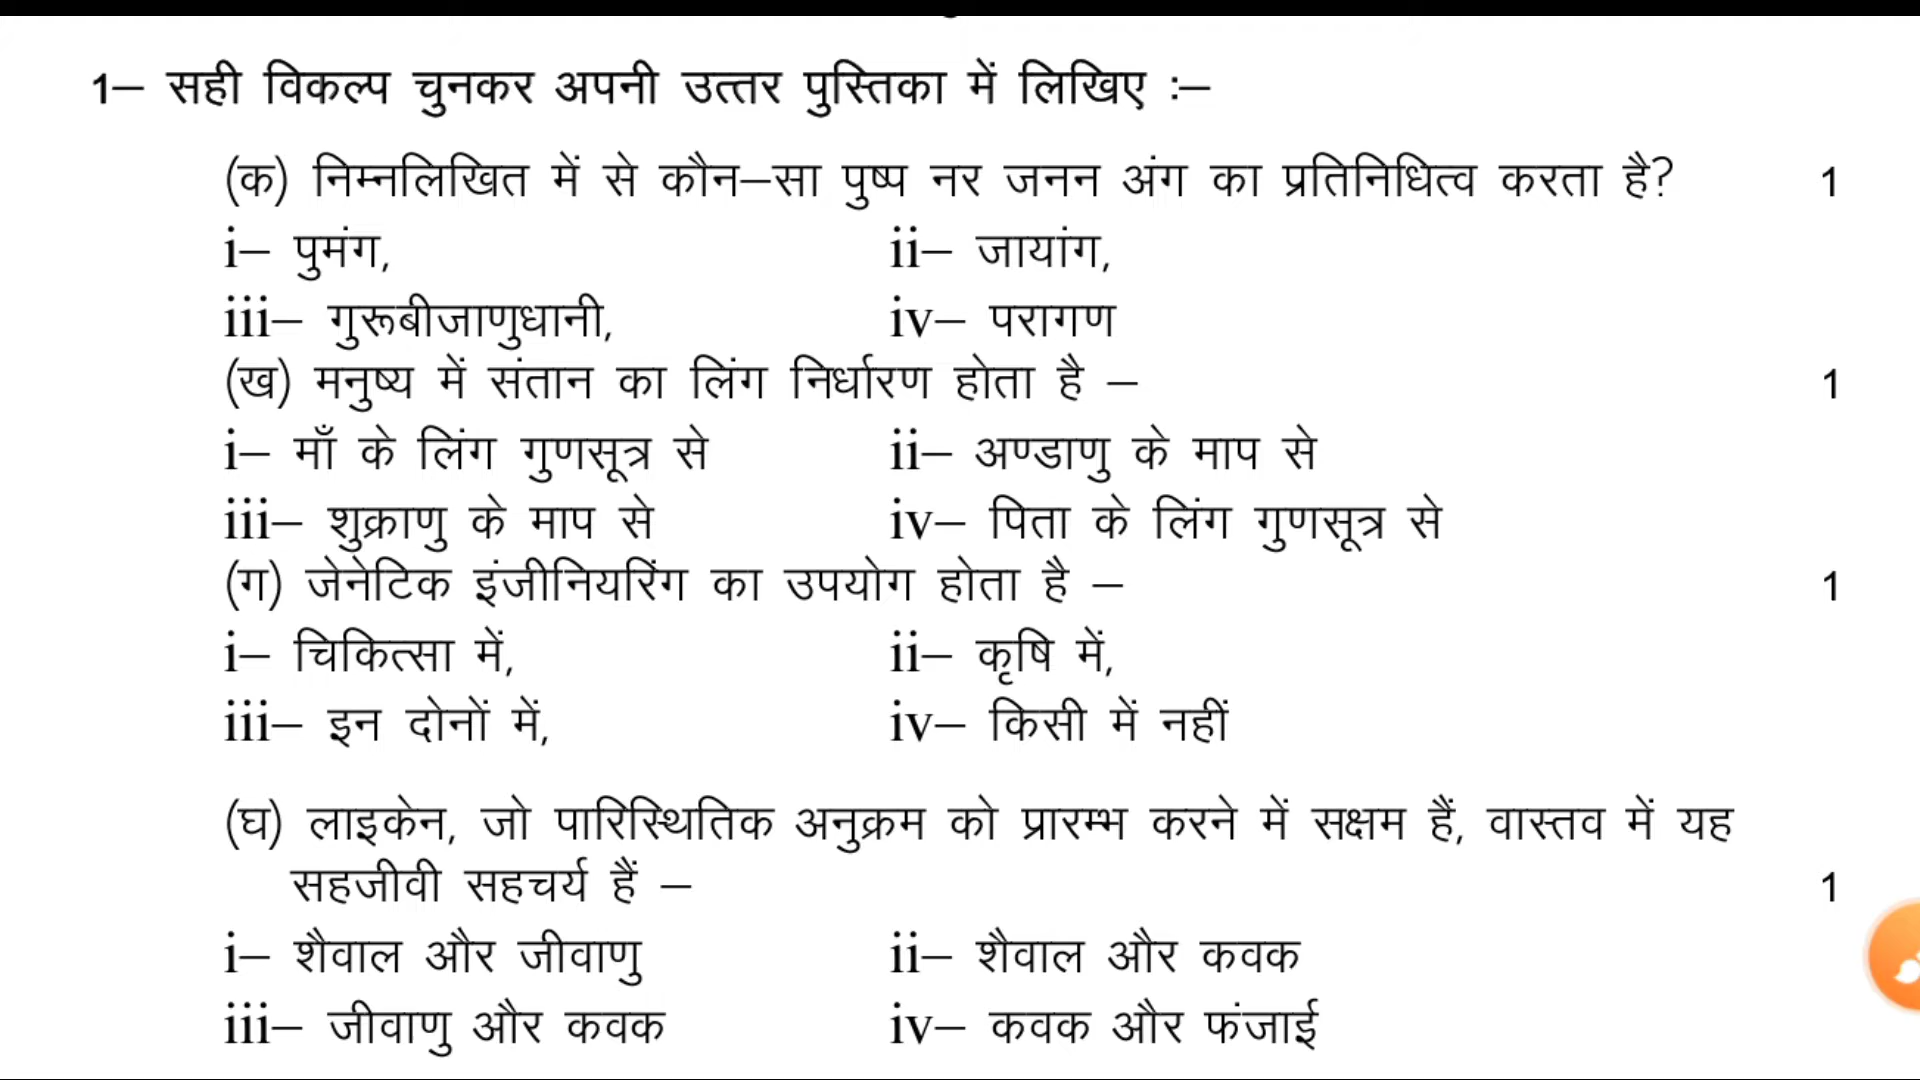 1– सही विकल्प चुनकर अपनी उत्तर पुस्तिका में लिखिए :–
(क) निम्नलिखित में से कौन–सा पुष्प नर जनन अंग का प्रतिनिधित्व करता है? 1
i– पुमंग, ii– जायांग,
iii– गुरूबीजाणुधानी, iv– परागण
(ख) मनुष्य में संतान का लिंग निर्धारण होता है – 1
i– माँ के लिंग गुणसूत्र से ii– अण्डाणु के माप से
iii– शुक्राणु के माप से iv– पिता के लिंग गुणसूत्र से
(ग) जेनेटिक इंजीनियरिंग का उपयोग होता है – 1
i– चिकित्सा में, ii– कृषि में,
iii– इन दोनों में, iv– किसी में नहीं
(घ) लाइकेन, जो पारिस्थितिक अनुक्रम को प्रारम्भ करने में सक्षम हैं, वास्तव में यह
सहजीवी सहचर्य हैं – 1
i– शैवाल और जीवाणु ii– शैवाल और कवक
iii– जीवाणु और कवक iv– कवक और फंजाई